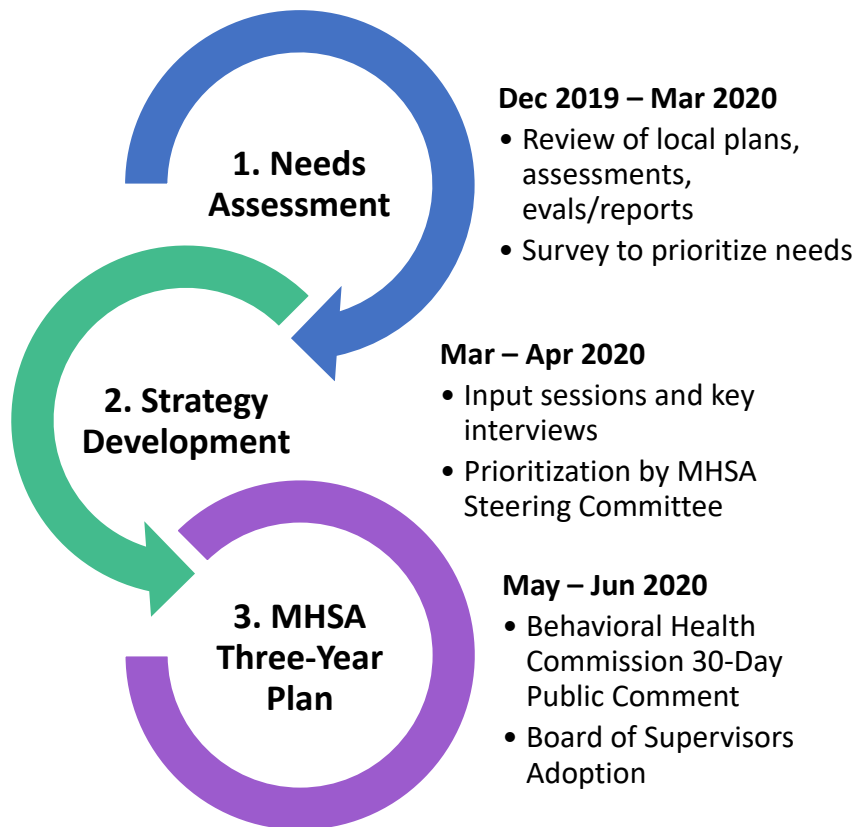 1. Needs
Assessment
Dec 2019 – Mar 2020
• Review of local plans,
assessments,
evals/reports
• Survey to prioritize needs
2. Strategy
Development
Mar – Apr 2020
• Input sessions and key
interviews
• Prioritization by MHSA
Steering Committee
3. MHSA
Three-Year
Plan
May – Jun 2020
• Behavioral Health
Commission 30-Day
Public Comment
• Board of Supervisors
Adoption